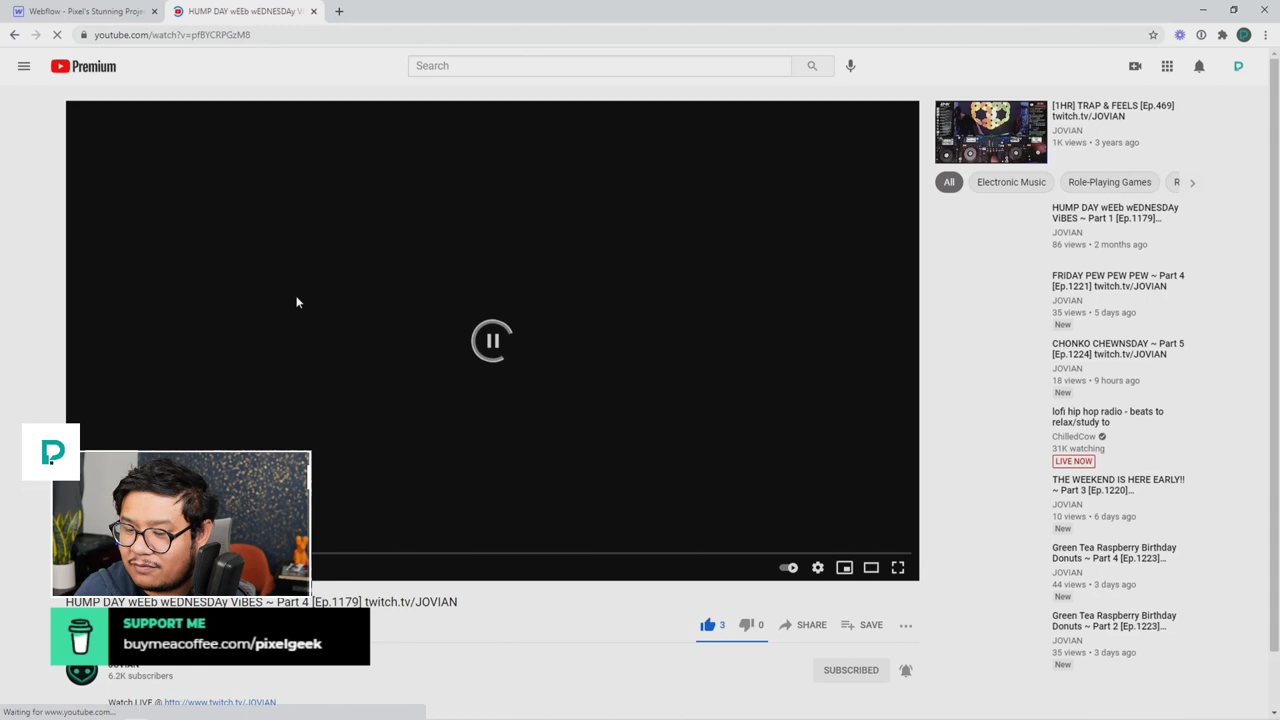 Webflow - Pixel's Stunning Proje
HUMP DAY wEEb wEDNESDAy Vi
youtube.com/watch?v=pfBYCRPGzM8
Premium
Search
[1HR] TRAP & FEELS [Ep.469]
twitch.tv/JOVIAN
JOVIAN
1K views • 3 years ago
All
Electronic Music
Role-Playing Games
HUMP DAY wEEb wEDNESDAy
ViBES ~ Part 1 [Ep.1179]...
JOVIAN
86 views • 2 months ago
FRIDAY PEW PEW PEW ~ Part 4
[Ep.1221] twitch.tv/JOVIAN
JOVIAN
35 views • 5 days ago
New
CHONKO CHEWNSDAY ~ Part 5
[Ep.1224] twitch.tv/JOVIAN
JOVIAN
18 views • 9 hours ago
New
lofi hip hop radio - beats to
relax/study to
ChilledCow
31K watching
LIVE NOW
THE WEEKEND IS HERE EARLY!!
~ Part 3 [Ep.1220]...
JOVIAN
10 views • 6 days ago
New
Green Tea Raspberry Birthday
Donuts ~ Part 4 [Ep.1223]...
JOVIAN
44 views • 3 days ago
New
Green Tea Raspberry Birthday
Donuts ~ Part 2 [Ep.1223]...
JOVIAN
35 views • 3 days ago
New
HUMP DAY wEEb wEDNESDAy ViBES ~ Part 4 [Ep.1179] twitch.tv/JOVIAN
3
0
SHARE
SAVE
SUPPORT ME
buymeacoffee.com/pixelgeek
6.2K subscribers
SUBSCRIBED
Watch LIVE @ http://www.twitch.tv/JOVIAN
Waiting for www.youtube.com...